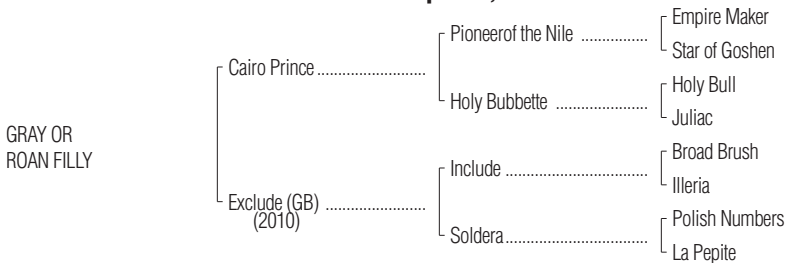 Empire Maker
Pioneerof the Nile ................
Star of Goshen
Cairo Prince..........................
Holy Bull
Holy Bubbette ......................
Juliac
GRAY OR
ROAN FILLY
Broad Brush
Include ..................................
Illeria
Exclude (GB) ........................
(2010)
Polish Numbers
Soldera..................................
La Pepite